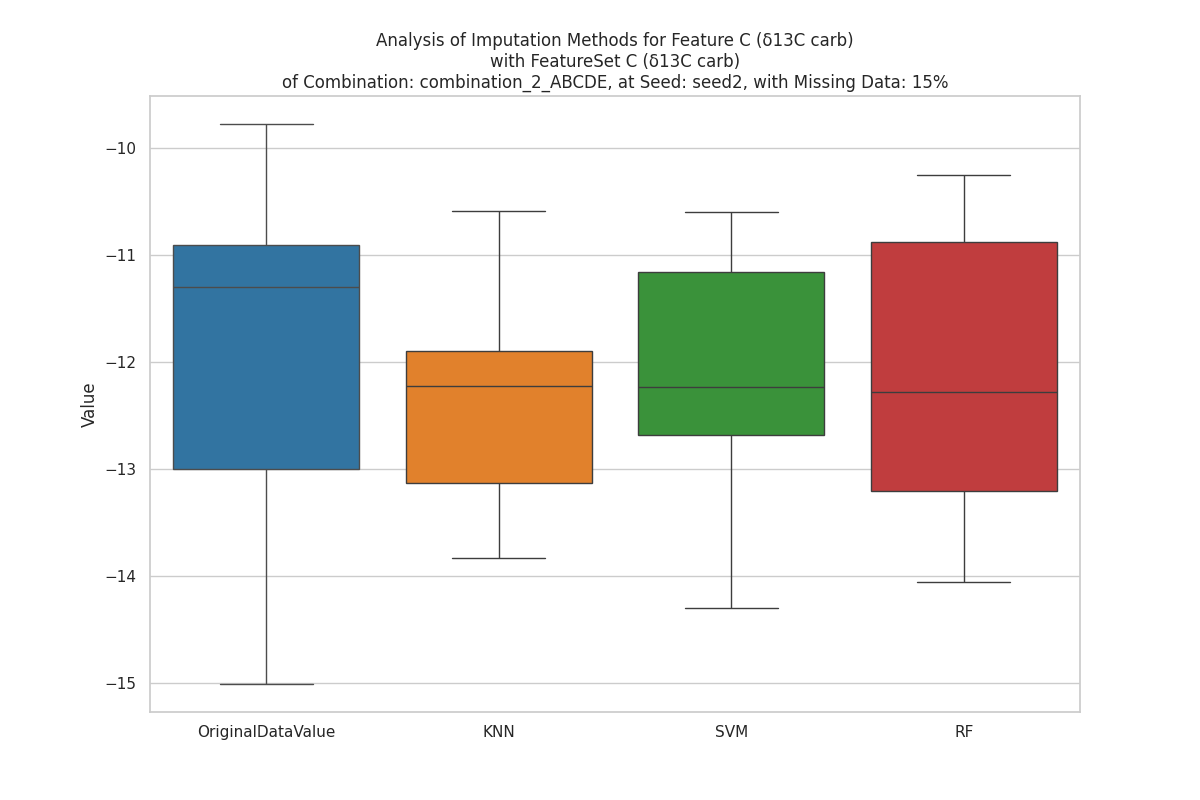 Analysis of Imputation Methods for Feature C (δ13C carb)
with FeatureSet C (δ13C carb)
of Combination: combination_2_ABCDE, at Seed: seed2, with Missing Data: 15%
Value
−10
−11
−12
−13
−14
−15
OriginalDataValue
KNN
SVM
RF